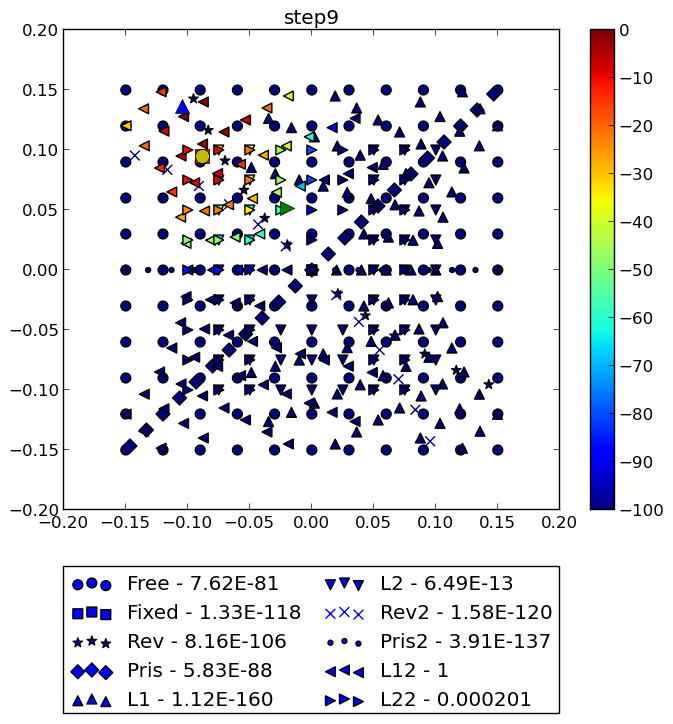 step9
0.20
0.15
0.10
0.05
0.00
−0.05
−0.10
−0.15
−0.20
−0.20 −0.15 −0.10 −0.05 0.00 0.05 0.10 0.15 0.20
0
−10
−20
−30
−40
−50
−60
−70
−80
−90
−100
Free - 7.62E-81
Fixed - 1.33E-118
Rev - 8.16E-106
Pris - 5.83E-88
L1 - 1.12E-160
L2 - 6.49E-13
Rev2 - 1.58E-120
Pris2 - 3.91E-137
L12 - 1
L22 - 0.000201